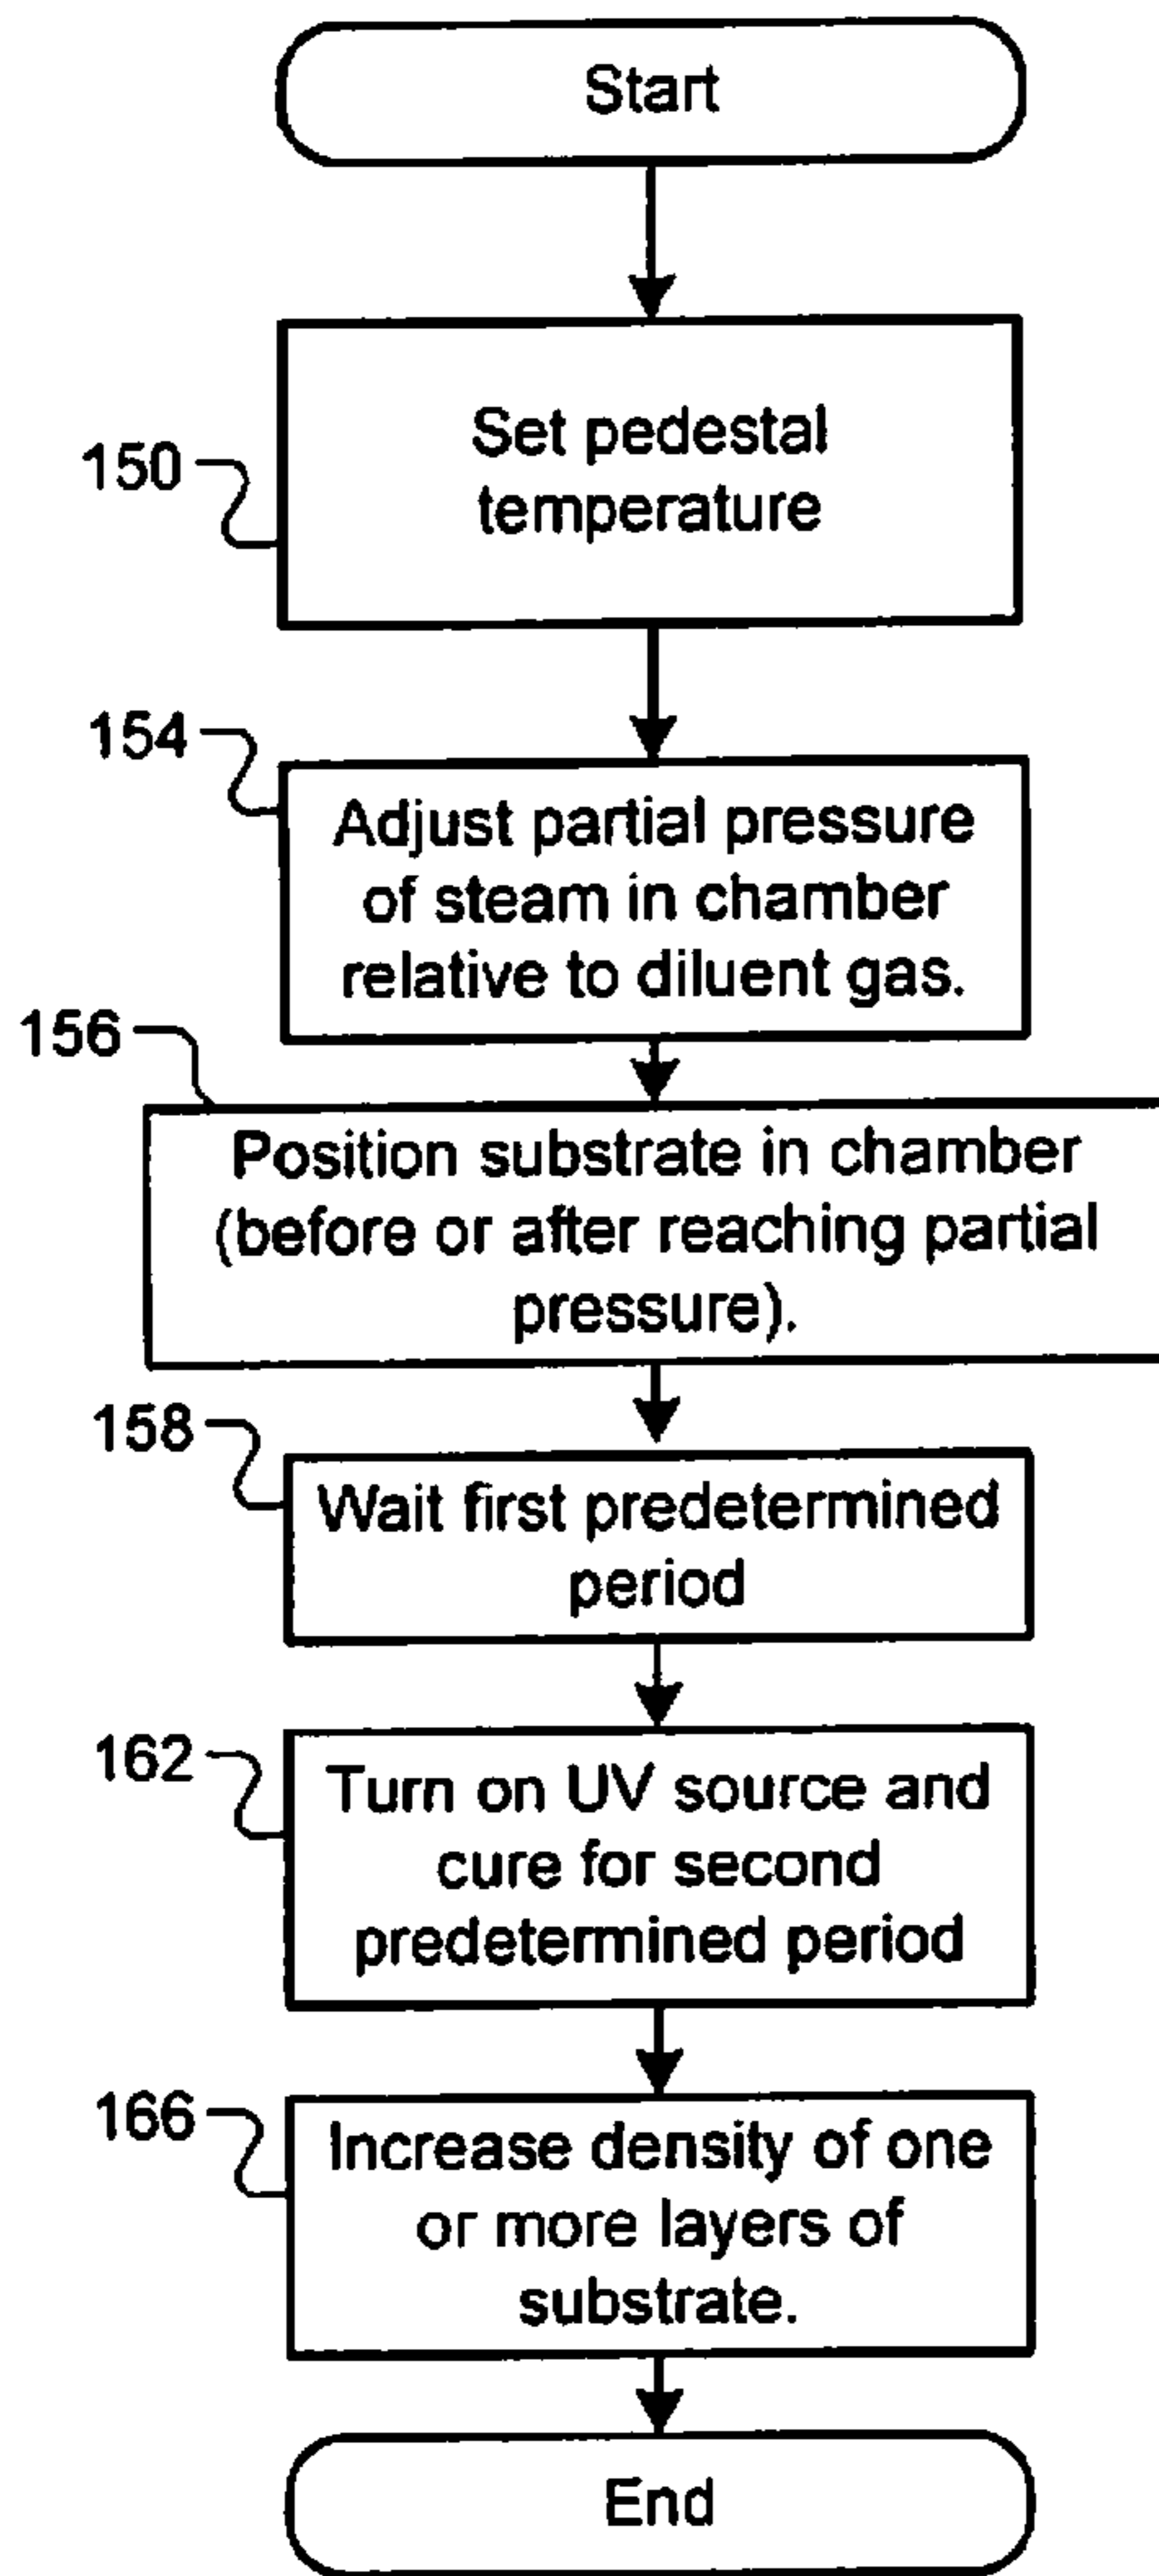 Start
150
Set pedestal
temperature
154
Adjust partial pressure
of steam in chamber
relative to diluent gas.
156
Position substrate in chamber
(before or after reaching partial
pressure).
158
Wait first predetermined
period
162
Turn on UV source and
cure for second
predetermined period
166
Increase density of one
or more layers of
substrate.
End